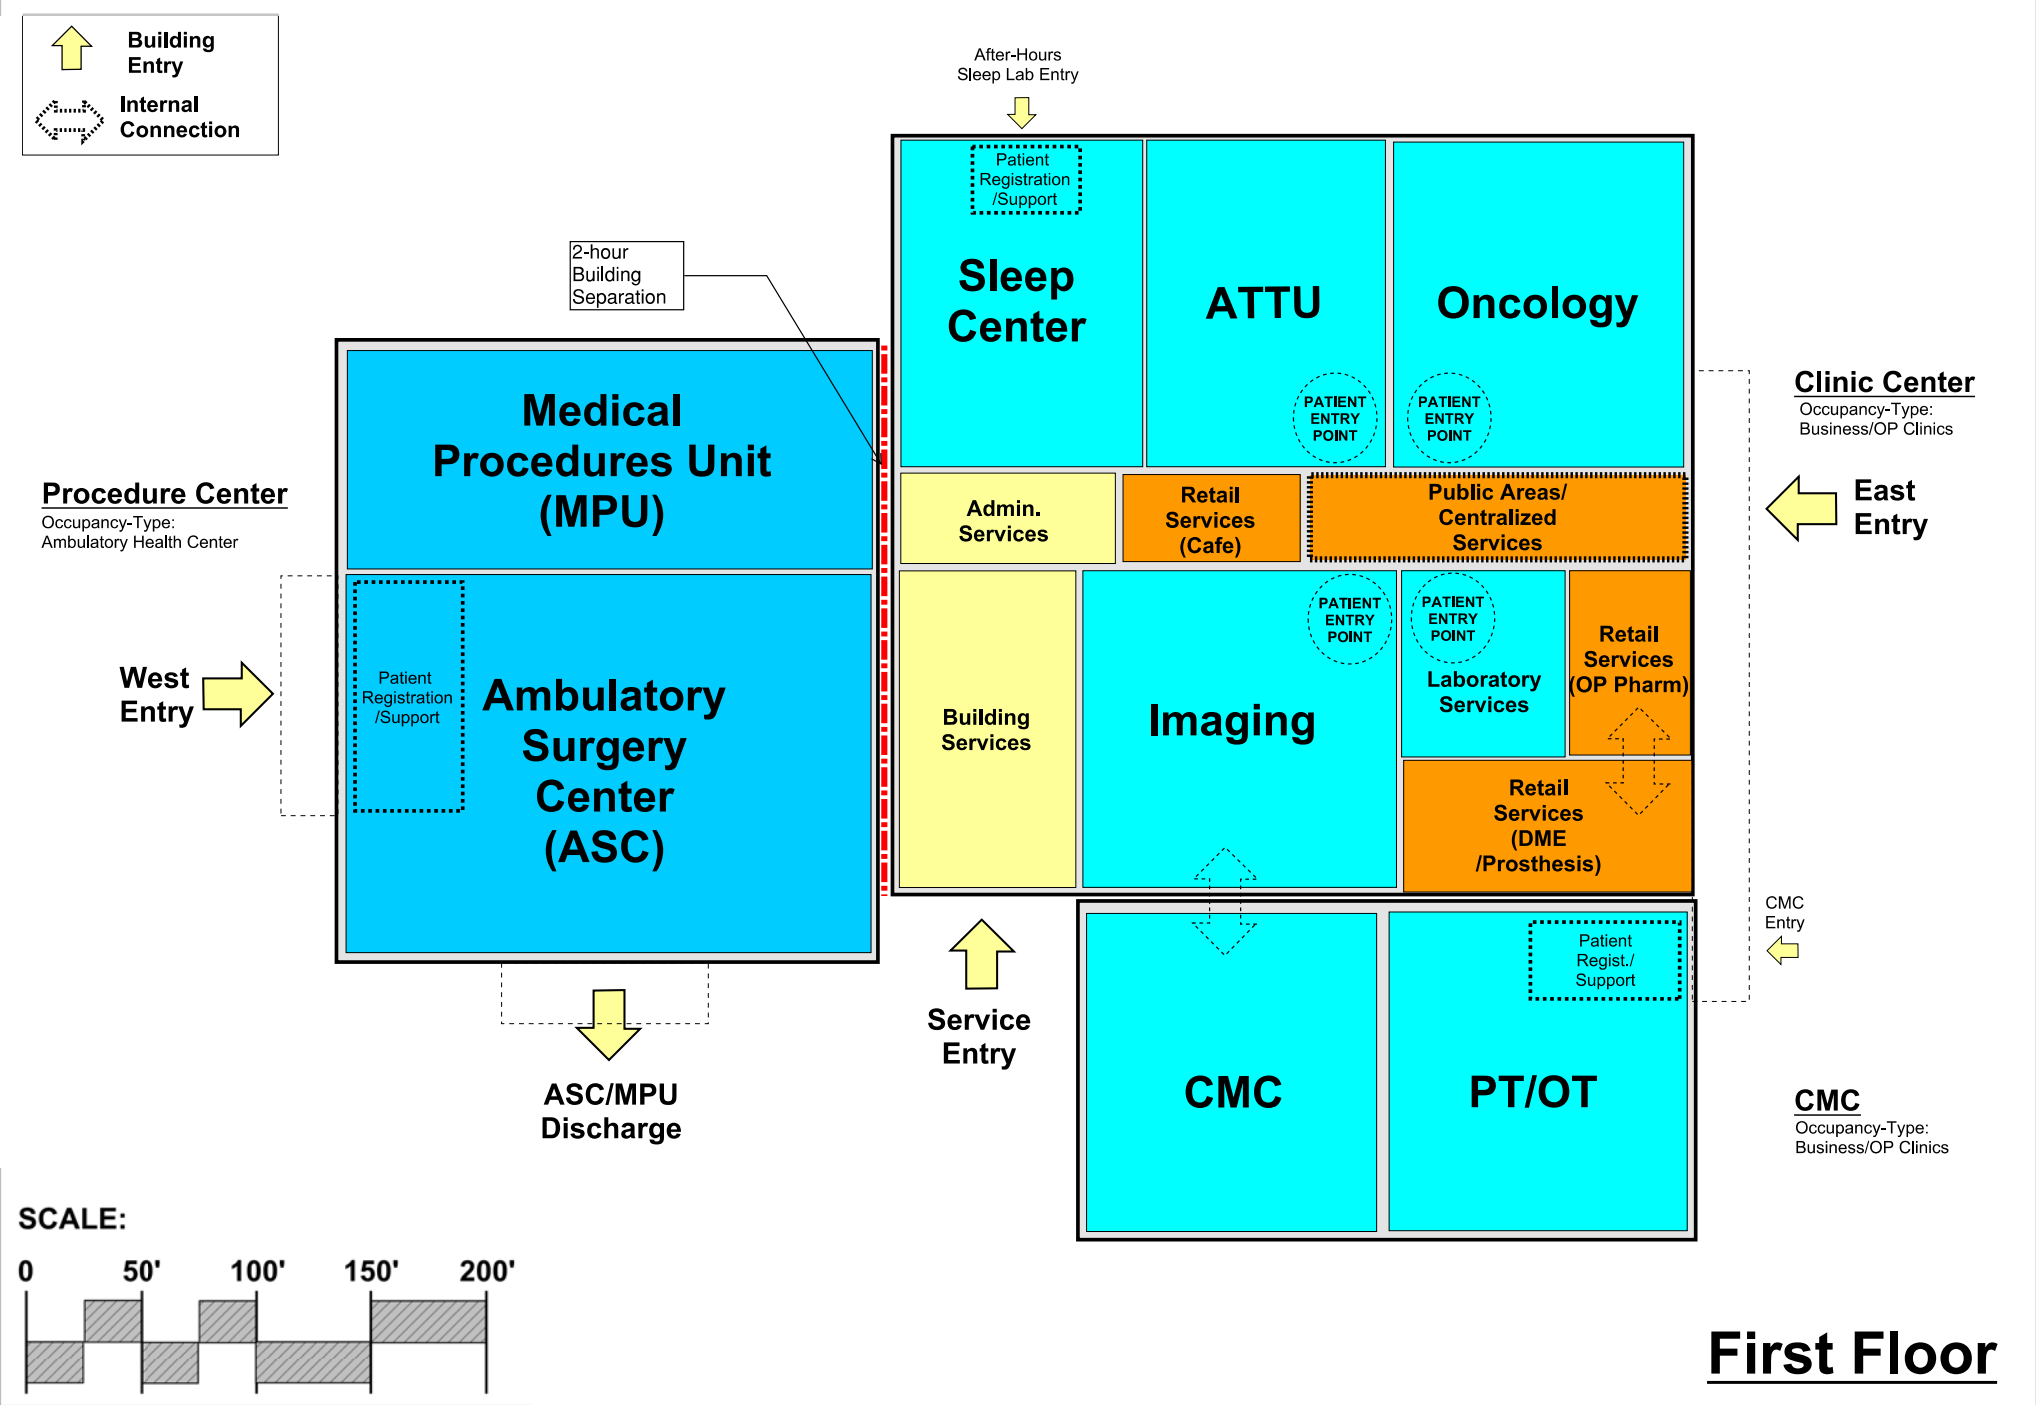 Building
Entry
Internal
Connection
After-Hours
Sleep Lab Entry
2-hour
Building
Separation
Patient
Registration
/Support
Sleep
Center
ATTU
Oncology
PATIENT
ENTRY
POINT
PATIENT
ENTRY
POINT
Medical
Procedures Unit
(MPU)
Procedure Center
Occupancy-Type:
Ambulatory Health Center
Clinic Center
Occupancy-Type:
Business/OP Clinics
Admin.
Services
Retail
Services
(Cafe)
Public Areas/
Centralized
Services
East
Entry
West
Entry
Patient
Registration
/Support
Ambulatory
Surgery
Center
(ASC)
Building
Services
Imaging
PATIENT
ENTRY
POINT
PATIENT
ENTRY
POINT
Laboratory
Services
Retail
Services
(OP Pharm)
Retail
Services
(DME
/Prosthesis)
CMC
Entry
Service
Entry
ASC/MPU
Discharge
CMC
Patient
Regist./
Support
PT/OT
CMC
Occupancy-Type:
Business/OP Clinics
SCALE:
0 50' 100' 150' 200'
First Floor